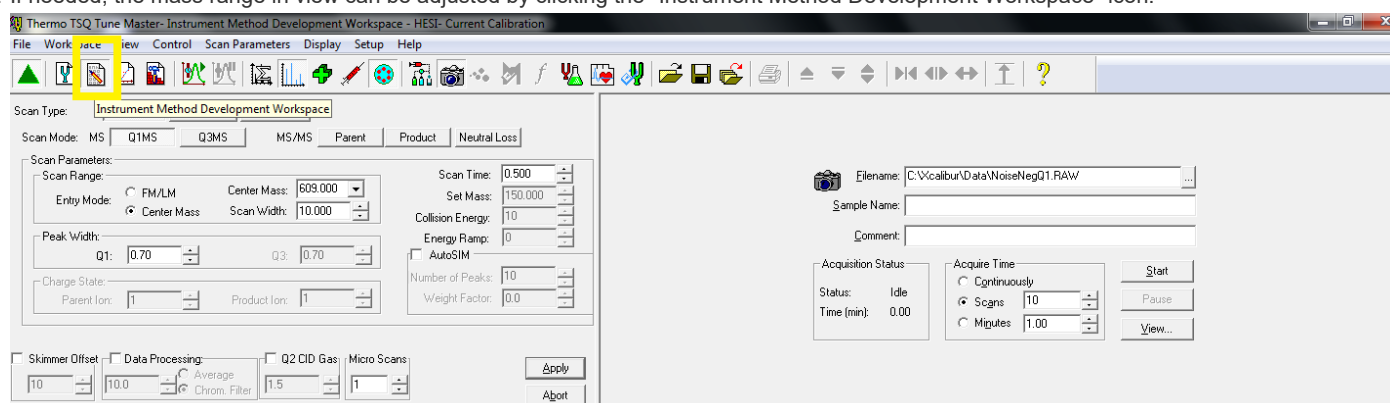 If needed, the mass range in view can be adjusted by clicking the "Instrument Method Development Workspace" icon.
Thermo TSQ Tune Master- Instrument Method Development Workspace - HESI- Current Calibration
File Workspace View Control Scan Parameters Display Setup Help
Instrument Method Development Workspace
Scan Type:
Scan Mode: MS Q1MS Q3MS MS/MS Parent Product Neutral Loss
Scan Parameters:
Scan Range:
Entry Mode:
FM/LM
Center Mass
Center Mass: 609.000
Scan Width: 10.000
Scan Time: 0.500
Set Mass: 150.000
Collision Energy: 10
Energy Ramp: 0
Peak Width:
Q1: 0.70
Q3: 0.70
AutoSIM
Number of Peaks: 10
Weight Factor: 0.0
Charge State:
Parent Ion: 1
Product Ion: 1
Skimmer Offset
10
Data Processing:
10.0
Average
Chrom. Filter
Q2 CID Gas
1.5
Micro Scans
1
Apply
Abort
Filename: C:\Xcalibur\Data\NoiseNegQ1.RAW ...
Sample Name:
Comment:
Acquisition Status
Status: Idle
Time (min): 0.00
Acquire Time
Continuously
Scans 10
Minutes 1.00
Start
Pause
View...